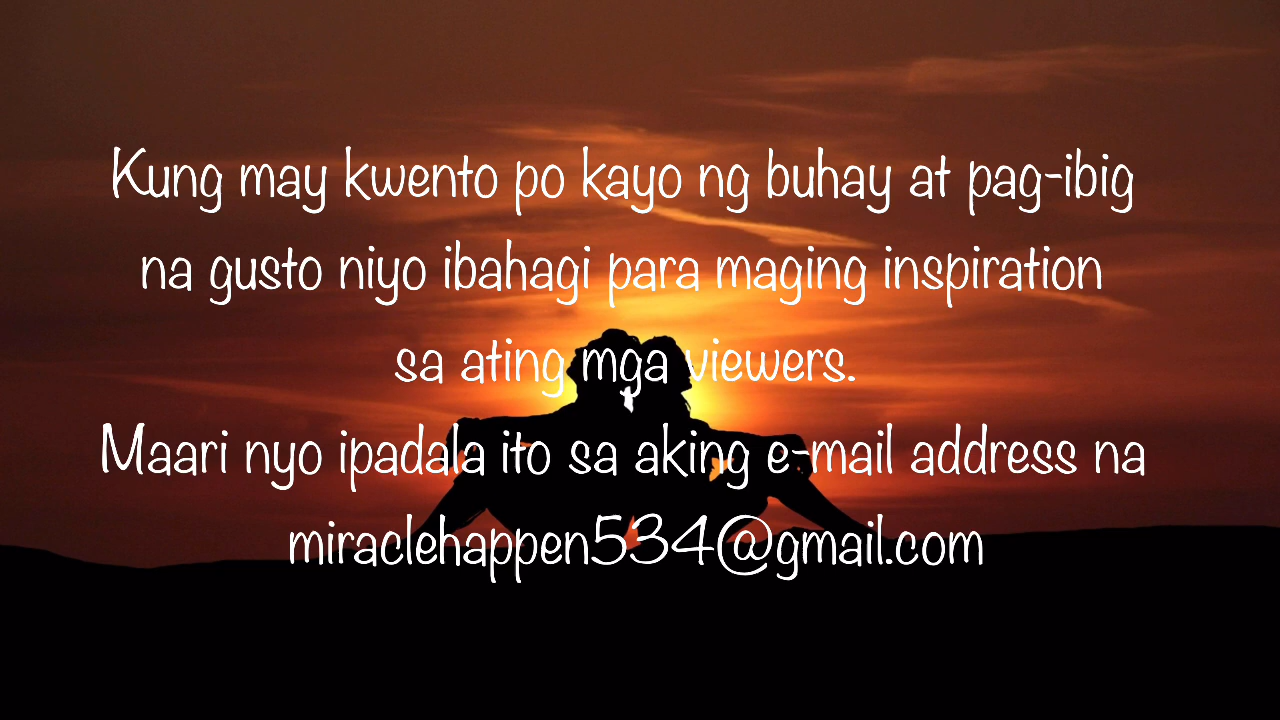 Kung may kwento po kayo ng buhay at pag-ibig
na gusto niyo ibahagi para maging inspiration
sa ating mga viewers.
Maari nyo ipadala ito sa aking e-mail address na
miraclehappen534@gmail.com